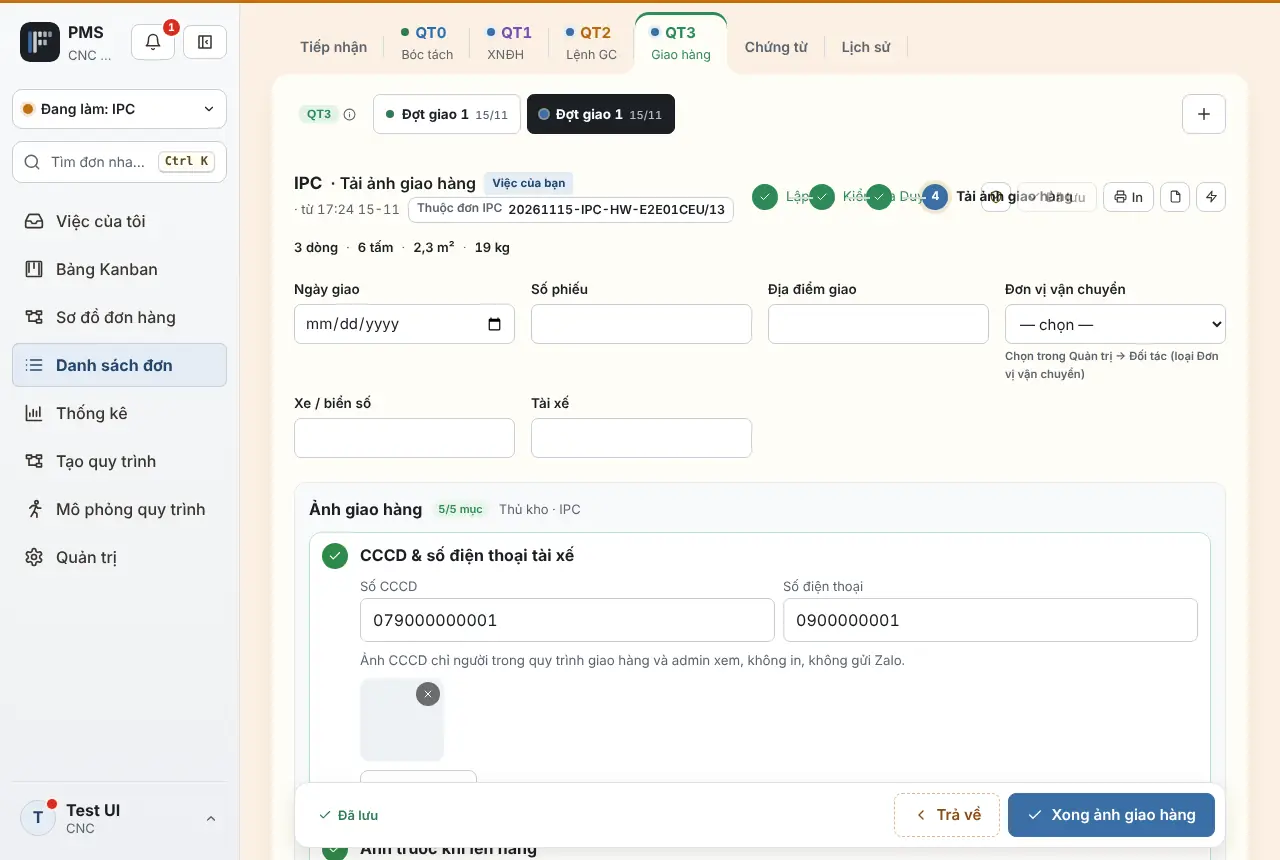 PMS
CNC ...
1
Đang làm: IPC
Tìm đơn nha...
Ctrl K
Việc của tôi
Bảng Kanban
Sơ đồ đơn hàng
Danh sách đơn
Thống kê
Tạo quy trình
Mô phỏng quy trình
Quản trị
T
Test UI
CNC
Tiếp nhận
QT0
Bóc tách
QT1
XNĐH
QT2
Lệnh GC
QT3
Giao hàng
Chứng từ
Lịch sử
QT3
Đợt giao 1 15/11
Đợt giao 1 15/11
IPC · Tải ảnh giao hàng
Việc của bạn
· từ 17:24 15-11
Thuộc đơn IPC 20261115-IPC-HW-E2E01CEU/13
4
Tải ảnh giao hàng
In
3 dòng · 6 tấm · 2,3 m² · 19 kg
Ngày giao
Số phiếu
Địa điểm giao
Đơn vị vận chuyển
mm/dd/yyyy
— chọn —
Chọn trong Quản trị → Đối tác (loại Đơn
vị vận chuyển)
Xe / biển số
Tài xế
Ảnh giao hàng
5/5 mục
Thủ kho · IPC
CCCD & số điện thoại tài xế
Số CCCD
Số điện thoại
079000000001
0900000001
Ảnh CCCD chỉ người trong quy trình giao hàng và admin xem, không in, không gửi Zalo.
Đã lưu
Trả về
Xong ảnh giao hàng
Ảnh trước khi lên hàng